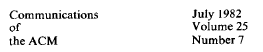 Communications
of
the ACM
July 1982
Volume 25
Number 7